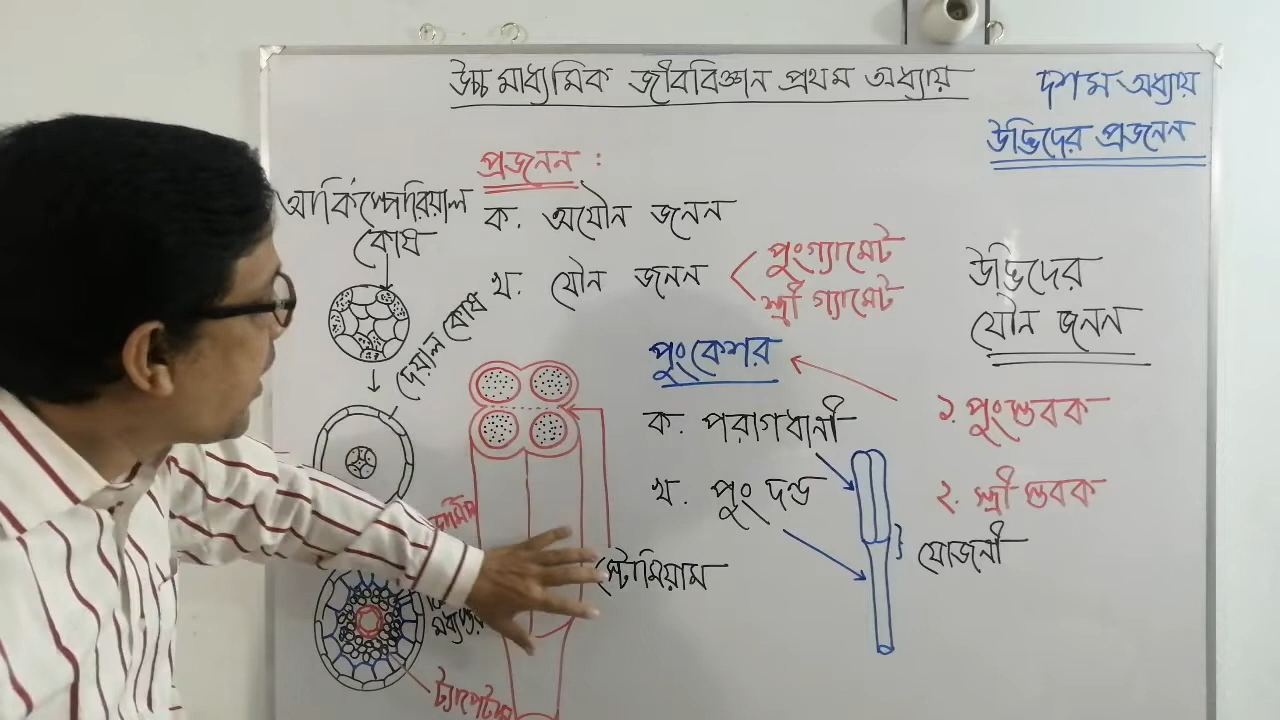 উচ্চ মাধ্যমিক জীববিজ্ঞান প্রথম অধ্যায়
দশম অধ্যায়
উদ্ভিদের প্রজনন
প্রজনন :
আর্কিস্পোরিয়াল
কোষ
ক. অযৌন জনন
খ. যৌন জনন
পুংগ্যামেট
স্ত্রী গ্যামেট
উদ্ভিদের
যৌন জনন
দেয়াল কোষ
পুংকেশর
ক. পরাগধানী
খ. পুং দন্ড
১. পুংস্তবক
২. স্ত্রী স্তবক
যোজনী
স্টোমিয়াম